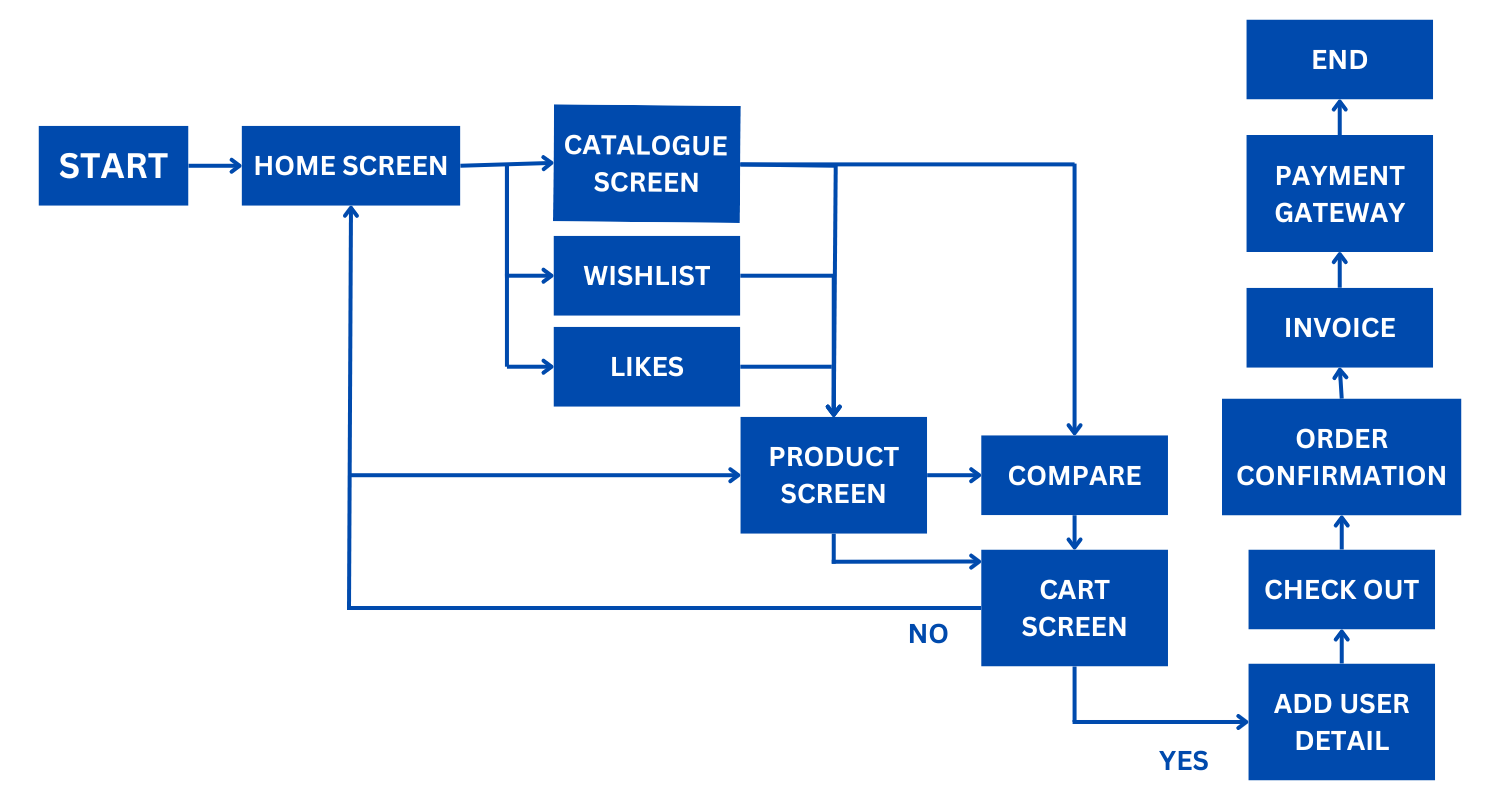 START
HOME SCREEN
CATALOGUE
SCREEN
WISHLIST
LIKES
PRODUCT
SCREEN
COMPARE
CART
SCREEN
NO
YES
ADD USER
DETAIL
CHECK OUT
ORDER
CONFIRMATION
INVOICE
PAYMENT
GATEWAY
END